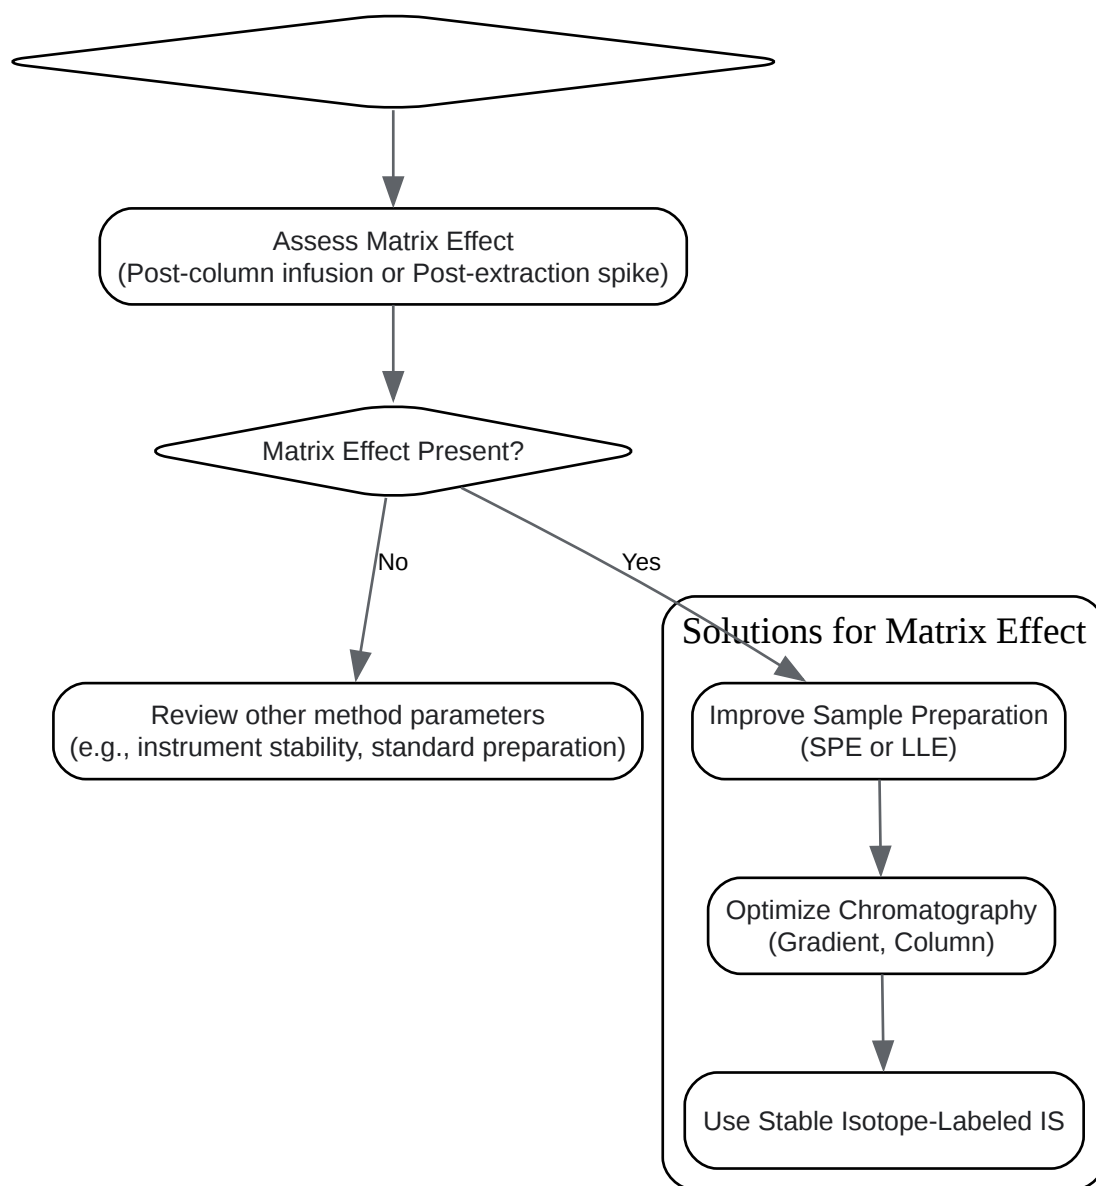 Assess Matrix Effect
(Post-column infusion or Post-extraction spike)
Matrix Effect Present?
No
Yes
Solutions for Matrix Effect
Review other method parameters
(e.g., instrument stability, standard preparation)
Improve Sample Preparation
(SPE or LLE)
Optimize Chromatography
(Gradient, Column)
Use Stable Isotope-Labeled IS